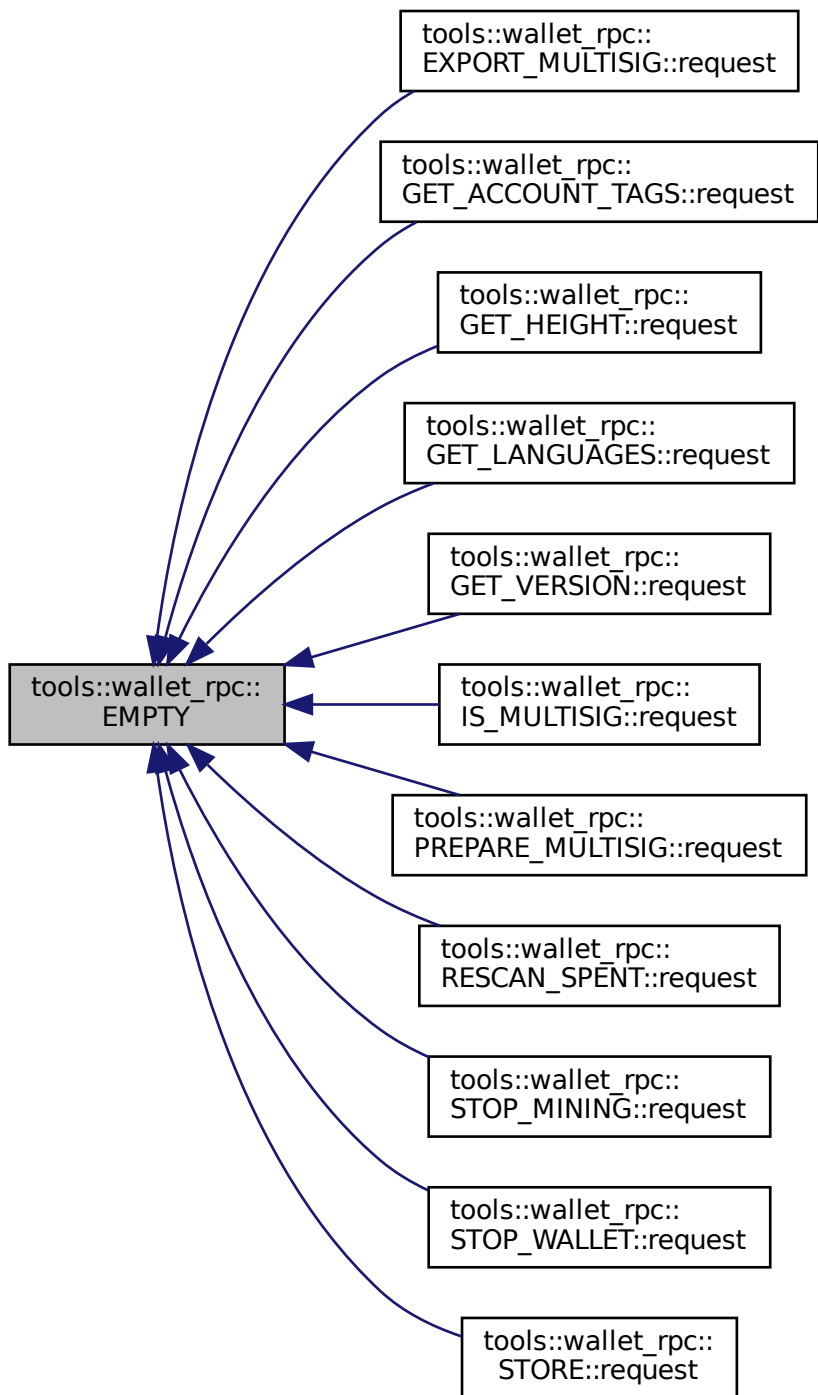 tools::wallet_rpc::
EXPORT_MULTISIG::request
tools::wallet_rpc::
GET_ACCOUNT_TAGS::request
tools::wallet_rpc::
GET_HEIGHT::request
tools::wallet_rpc::
GET_LANGUAGES::request
tools::wallet_rpc::
GET_VERSION::request
tools::wallet_rpc::
EMPTY
tools::wallet_rpc::
IS_MULTISIG::request
tools::wallet_rpc::
PREPARE_MULTISIG::request
tools::wallet_rpc::
RESCAN_SPENT::request
tools::wallet_rpc::
STOP_MINING::request
tools::wallet_rpc::
STOP_WALLET::request
tools::wallet_rpc::
STORE::request